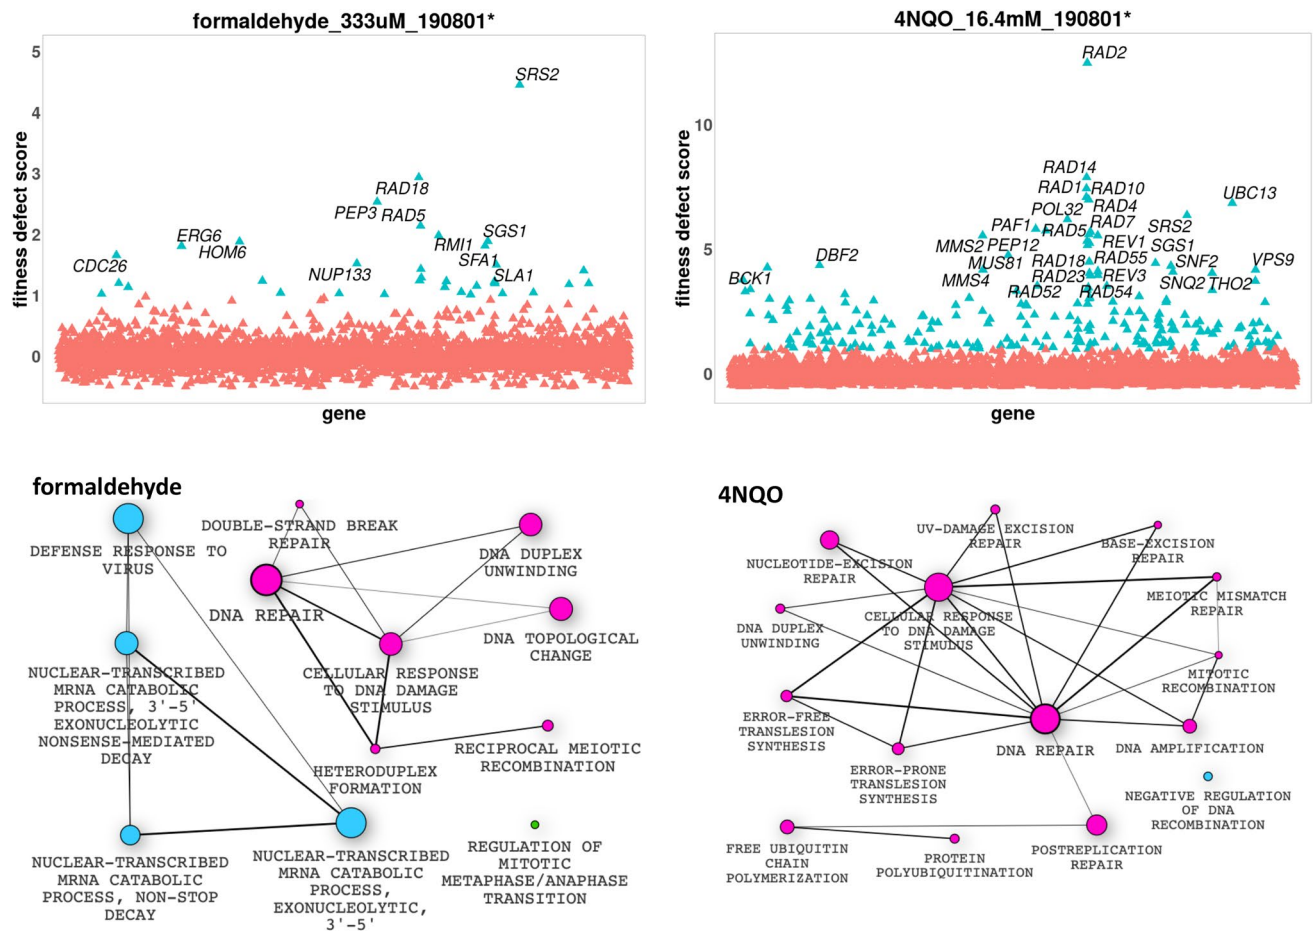 formaldehyde_333uM_190801*
fitness defect score
5
4
3
2
1
0
SRS2
RAD18
PEP3
RAD5
ERG6
HOM6
RMI1
SGS1
SFA1
CDC26
NUP133
SLA1
gene
4NQO_16.4mM_190801*
fitness defect score
10
5
0
RAD2
RAD14
RAD1
RAD10
UBC13
POL32
RAD4
PAF1
RAD5
RAD7
SRS2
MMS2
PEP12
REV1
SGS1
DBF2
MUS81
RAD18
RAD55
SNF2
VPS9
BCK1
MMS4
RAD23
REV3
SNQ2
THO2
RAD52
RAD54
gene
formaldehyde
DEFENSE RESPONSE TO
VIRUS
DOUBLE-STRAND BREAK
REPAIR
DNA DUPLEX
UNWINDING
DNA REPAIR
DNA TOPOLOGICAL
CHANGE
NUCLEAR-TRANSCRIBED
MRNA CATABOLIC
PROCESS, 3'-5'
EXONUCLEOLYTIC
NONSENSE-MEDIATED
DECAY
CELLULAR RESPONSE
TO DNA DAMAGE
STIMULUS
RECIPROCAL MEIOTIC
RECOMBINATION
HETERODUPLEX
FORMATION
NUCLEAR-TRANSCRIBED
MRNA CATABOLIC
PROCESS, NON-STOP
DECAY
NUCLEAR-TRANSCRIBED
MRNA CATABOLIC
PROCESS,
EXONUCLEOLYTIC,
3'-5'
REGULATION OF
MITOTIC
METAPHASE/ANAPHASE
TRANSITION
4NQO
UV-DAMAGE EXCISION
REPAIR
BASE-EXCISION
REPAIR
NUCLEOTIDE-EXCISION
REPAIR
MEIOTIC MISMATCH
REPAIR
CELLULAR RESPONSE
TO DNA DAMAGE
STIMULUS
DNA DUPLEX
UNWINDING
MITOTIC
RECOMBINATION
ERROR-FREE
TRANSLESION
SYNTHESIS
DNA REPAIR
DNA AMPLIFICATION
ERROR-PRONE
TRANSLESION
SYNTHESIS
NEGATIVE REGULATION
OF DNA
RECOMBINATION
FREE UBIQUITIN
CHAIN
POLYMERIZATION
PROTEIN
POLYUBIQUITINATION
POSTREPLICATION
REPAIR